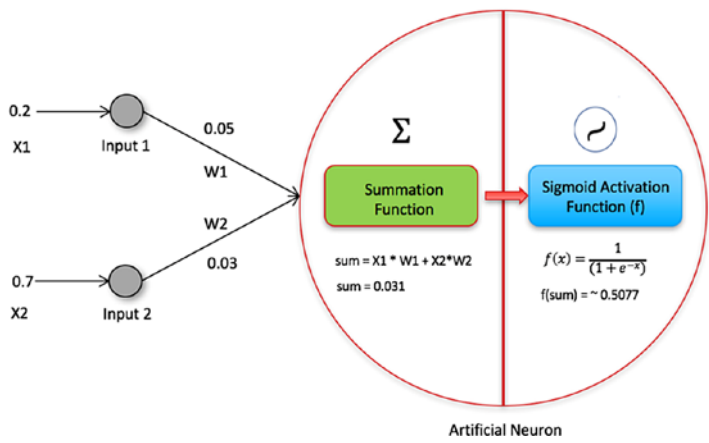 0.2
X1
Input 1
0.05
W1
W2
0.03
0.7
X2
Input 2
Σ
Summation
Function
sum = X1 * W1 + X2*W2
sum = 0.031
Sigmoid Activation
Function (f)
f(x) = 1 / (1 + e^{-x})
f(sum) = ~ 0.5077
Artificial Neuron